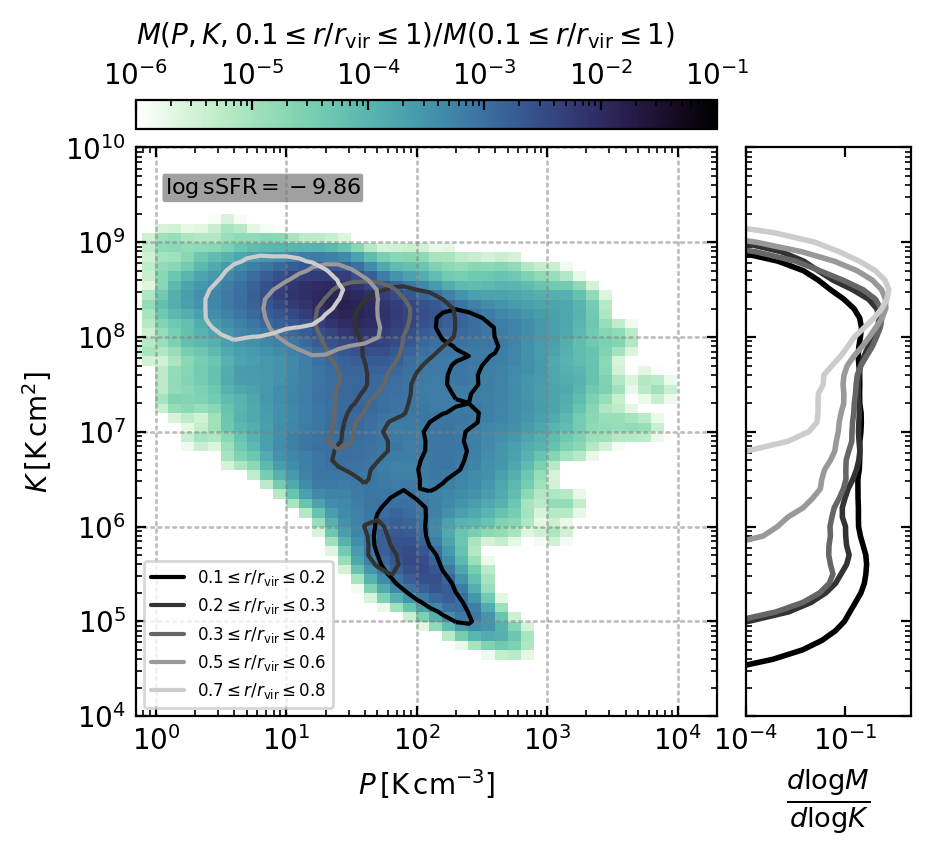 M(P, K, 0.1 ≤ r/r_vir ≤ 1)/M(0.1 ≤ r/r_vir ≤ 1)
10^−6 10^−5 10^−4 10^−3 10^−2 10^−1
10^10
log sSFR = −9.86
10^9
10^8
10^7
10^6
10^5
10^4
K [K cm^2]
0.1 ≤ r/r_vir ≤ 0.2
0.2 ≤ r/r_vir ≤ 0.3
0.3 ≤ r/r_vir ≤ 0.4
0.5 ≤ r/r_vir ≤ 0.6
0.7 ≤ r/r_vir ≤ 0.8
10^0 10^1 10^2 10^3 10^4 10^−4 10^−1
P [K cm^−3]
dlogM
dlogK